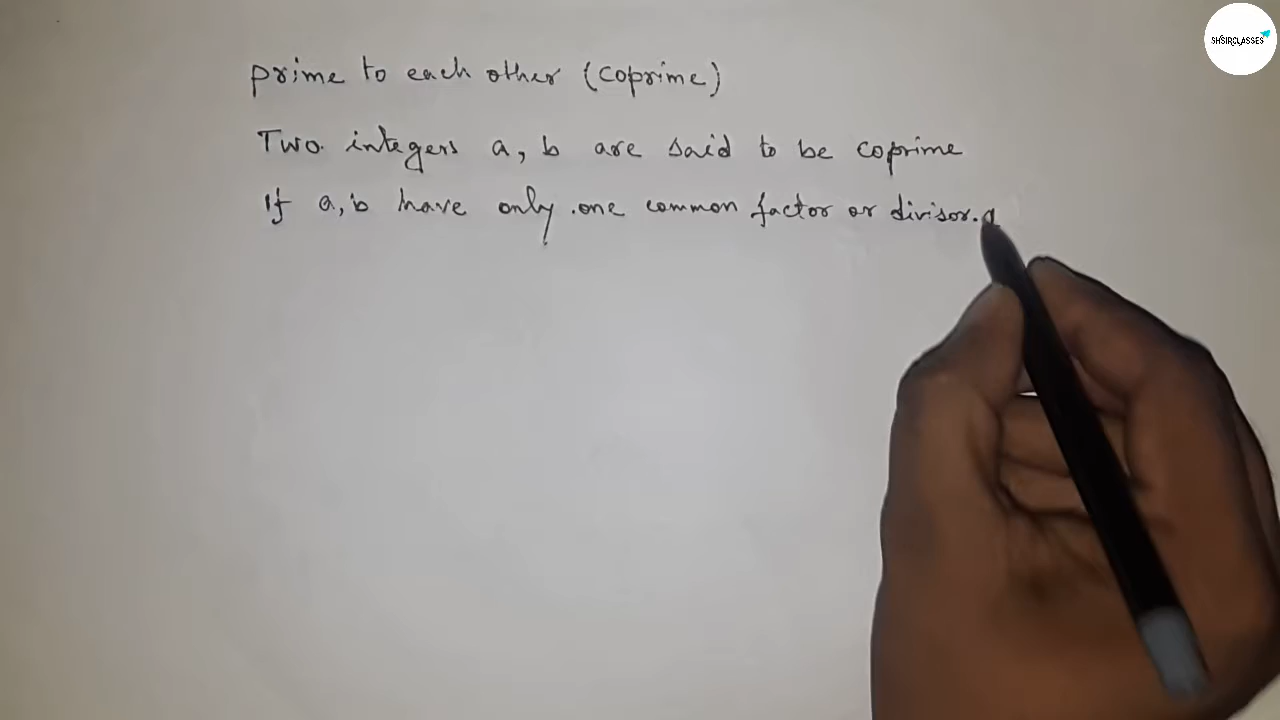 SHSIRCLASSES
prime to each other (coprime)
Two integers a, b are said to be coprime
If a, b have only one common factor or divisor.